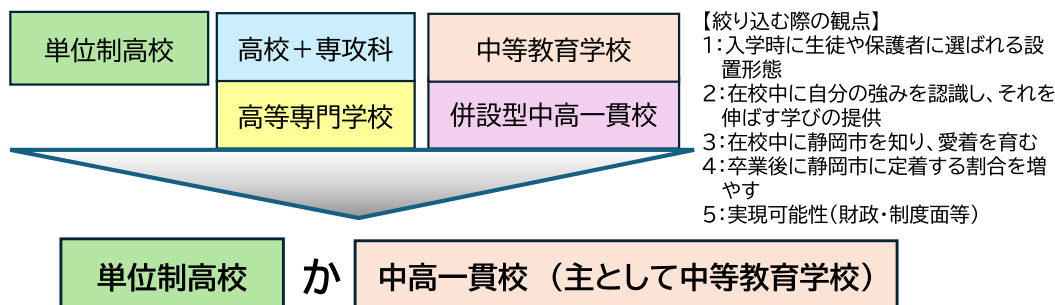 単位制高校
高校＋専攻科
高等専門学校
中等教育学校
併設型中高一貫校
【絞り込む際の観点】
１：入学時に生徒や保護者に選ばれる設
置形態
２：在校中に自分の強みを認識し、それを
伸ばす学びの提供
３：在校中に静岡市を知り、愛着を育む
４：卒業後に静岡市に定着する割合を増
やす
５：実現可能性（財政・制度面等）
単位制高校 か 中高一貫校 （主として中等教育学校）